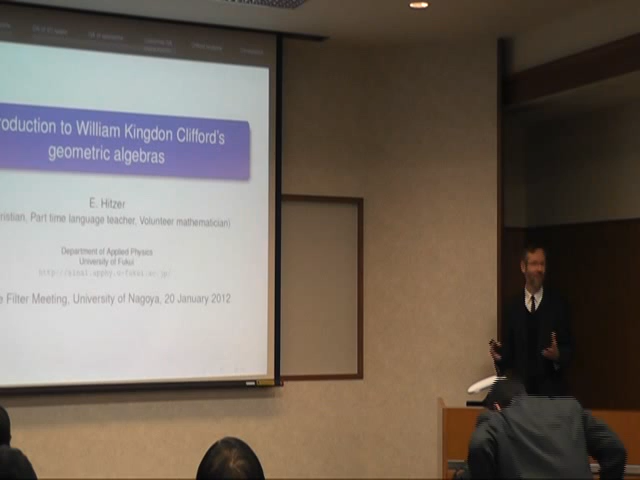 roduction to William Kingdon Clifford's
geometric algebras
E. Hitzer
ristian, Part time language teacher, Volunteer mathematician)
Department of Applied Physics
University of Fukui
e Filter Meeting, University of Nagoya, 20 January 2012